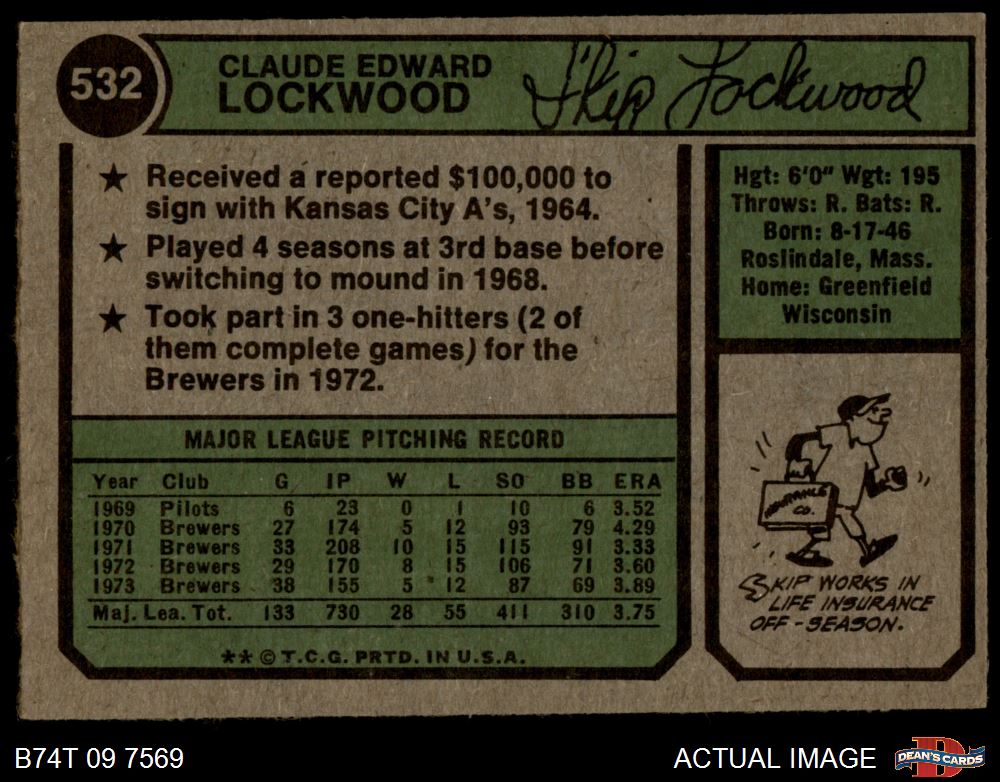 532
CLAUDE EDWARD
LOCKWOOD
Skip Lockwood
★ Received a reported $100,000 to
sign with Kansas City A's, 1964.
★ Played 4 seasons at 3rd base before
switching to mound in 1968.
★ Took part in 3 one-hitters (2 of
them complete games) for the
Brewers in 1972.
Hgt: 6'0" Wgt: 195
Throws: R. Bats: R.
Born: 8-17-46
Roslindale, Mass.
Home: Greenfield
Wisconsin
MAJOR LEAGUE PITCHING RECORD
Year Club G IP W L SO BB ERA
1969 Pilots 6 23 0 1 10 6 3.52
1970 Brewers 27 174 5 12 93 79 4.29
1971 Brewers 33 208 10 15 115 91 3.33
1972 Brewers 29 170 8 15 106 71 3.60
1973 Brewers 38 155 5 12 87 69 3.89
Maj. Lea. Tot. 133 730 28 55 411 310 3.75
** © T.C.G. PRTD. IN U.S.A.
INSURANCE
CO.
SKIP WORKS IN
LIFE INSURANCE
OFF-SEASON.
B74T 09 7569
ACTUAL IMAGE
D
DEAN'S CARDS